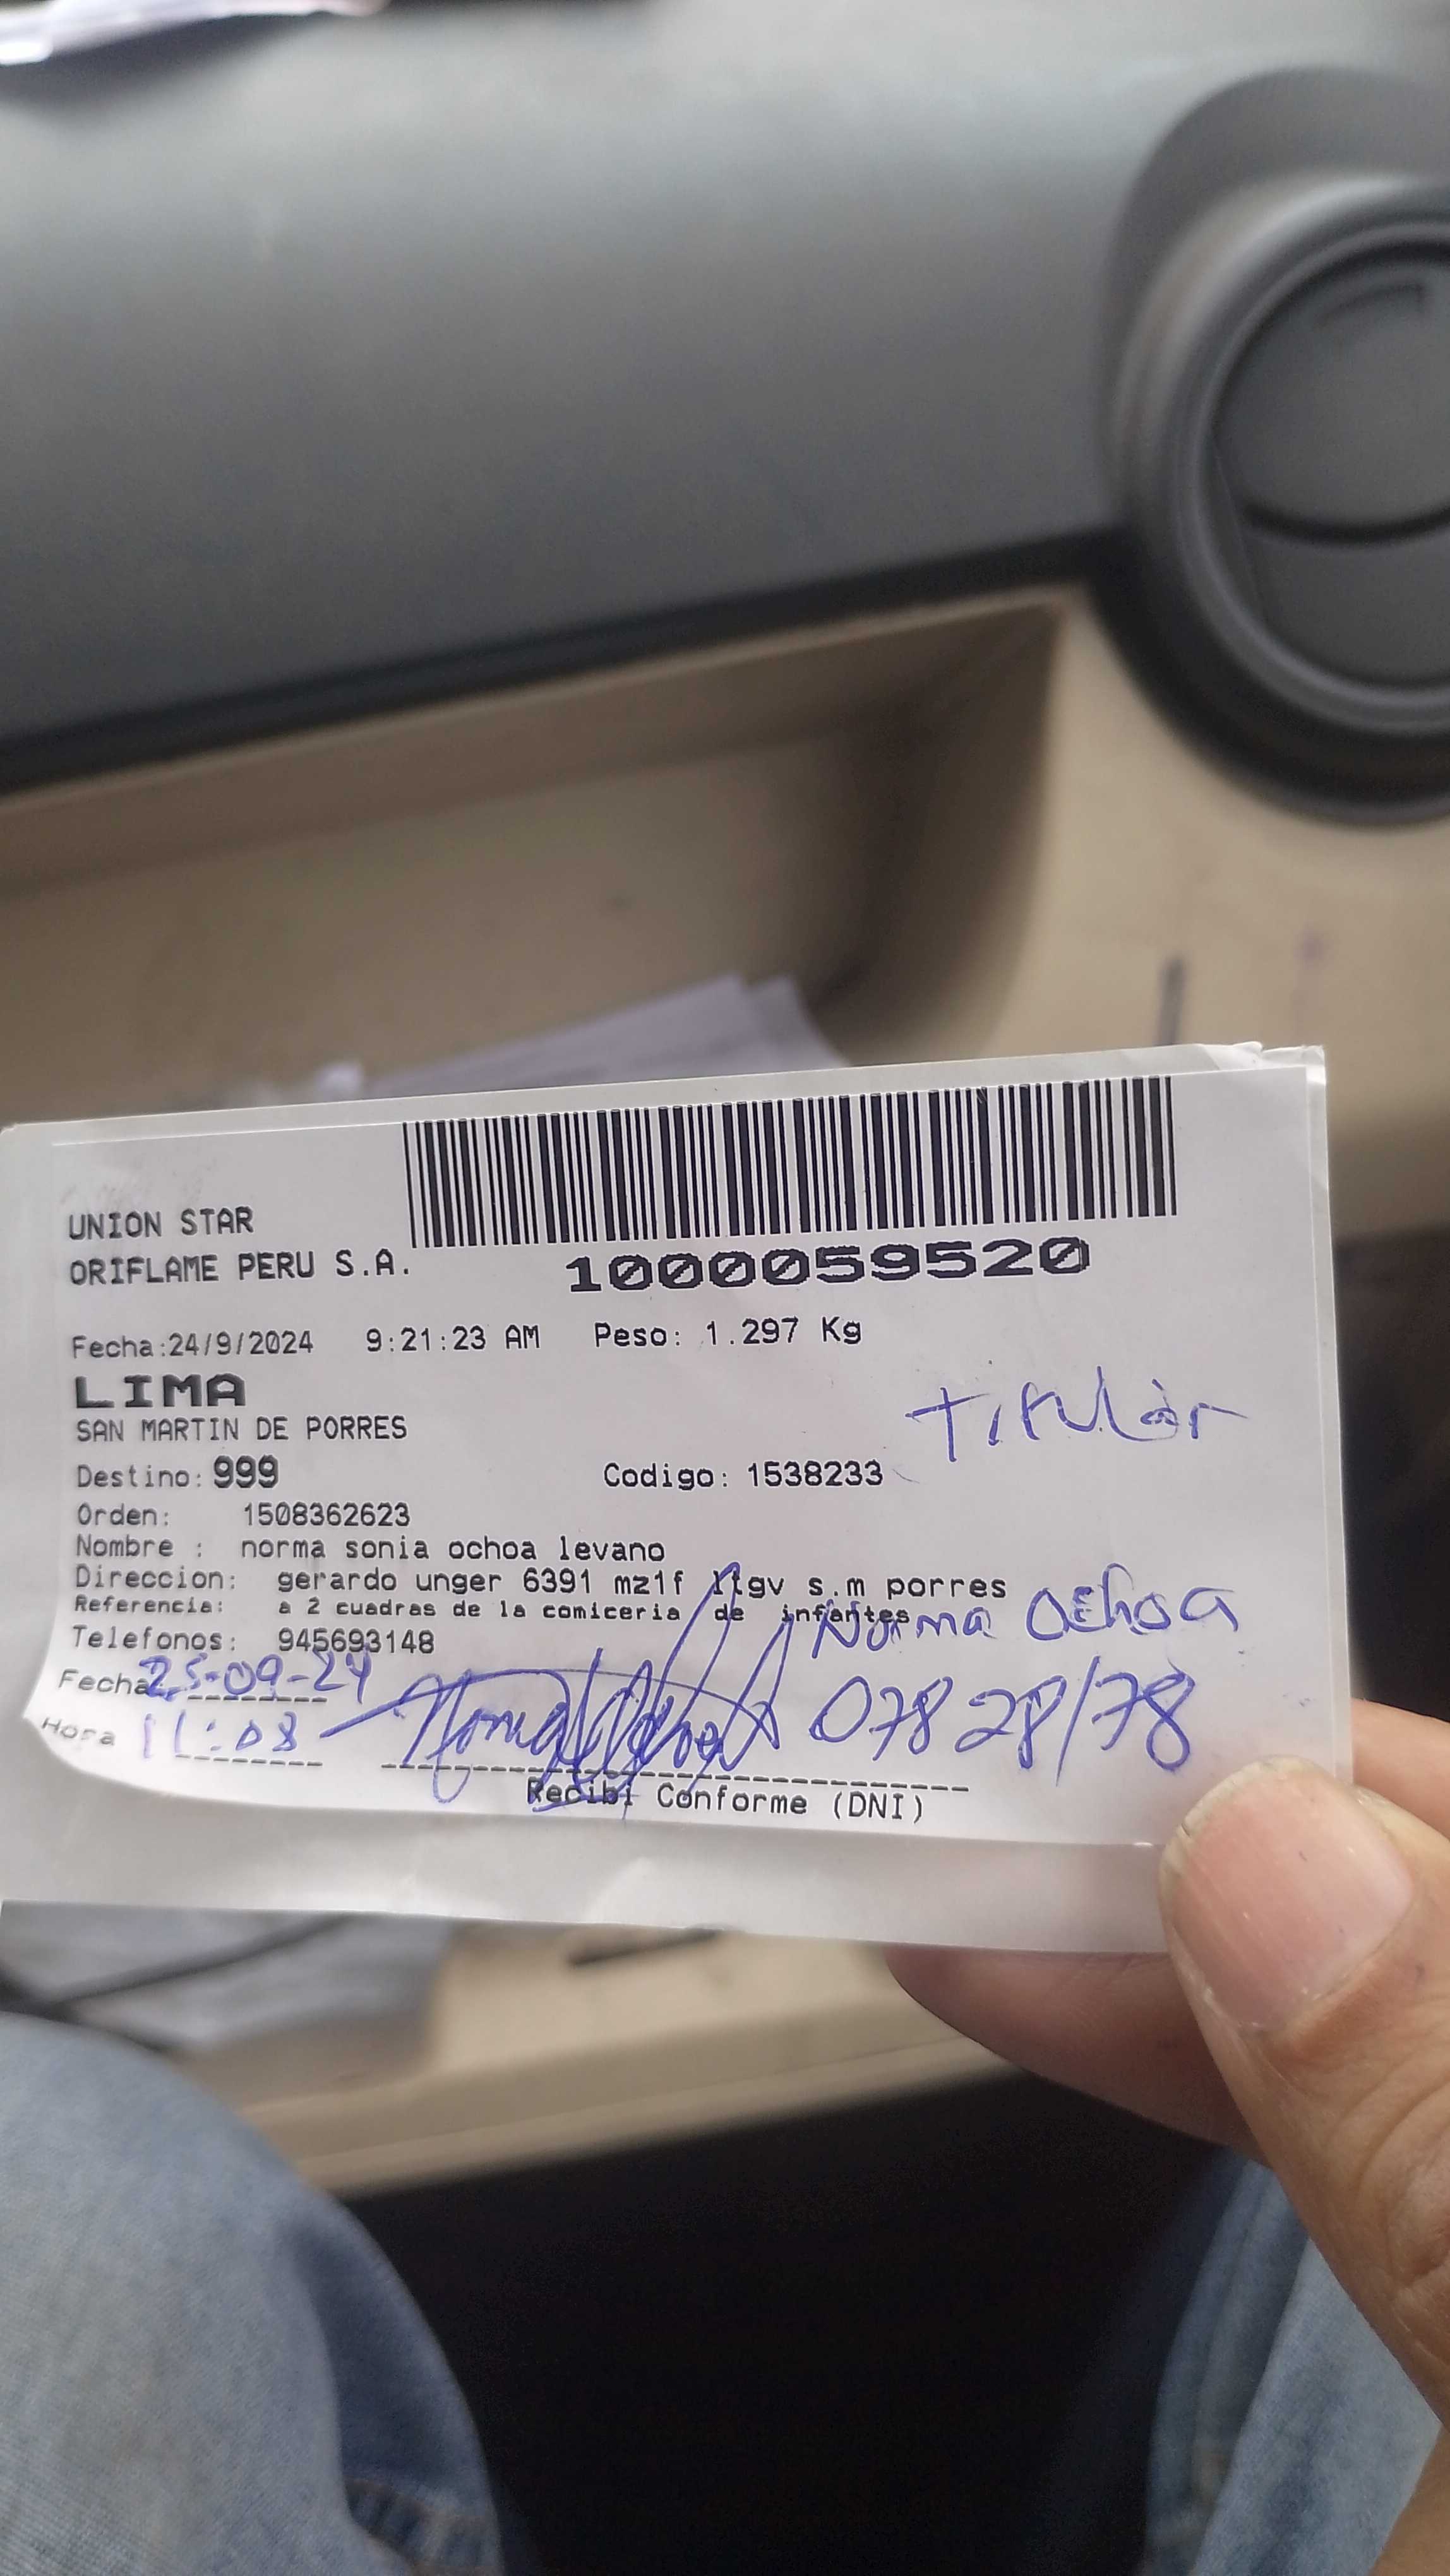 UNION STAR
ORIFLAME PERU S.A.
1000059520
Fecha:24/9/2024 9:21:23 AM Peso: 1.297 Kg
LIMA
SAN MARTIN DE PORRES
Titular
Destino: 999 Codigo: 1538233
Orden: 1508362623
Nombre : norma sonia ochoa levano
Direccion: gerardo unger 6391 mz1f ltgv s.m porres
Referencia: a 2 cuadras de la comiceria de infantes
Norma Ochoa
Telefonos: 945693148
Fecha 25-09-24
Hora 11:08
078 28178
Recibi Conforme (DNI)